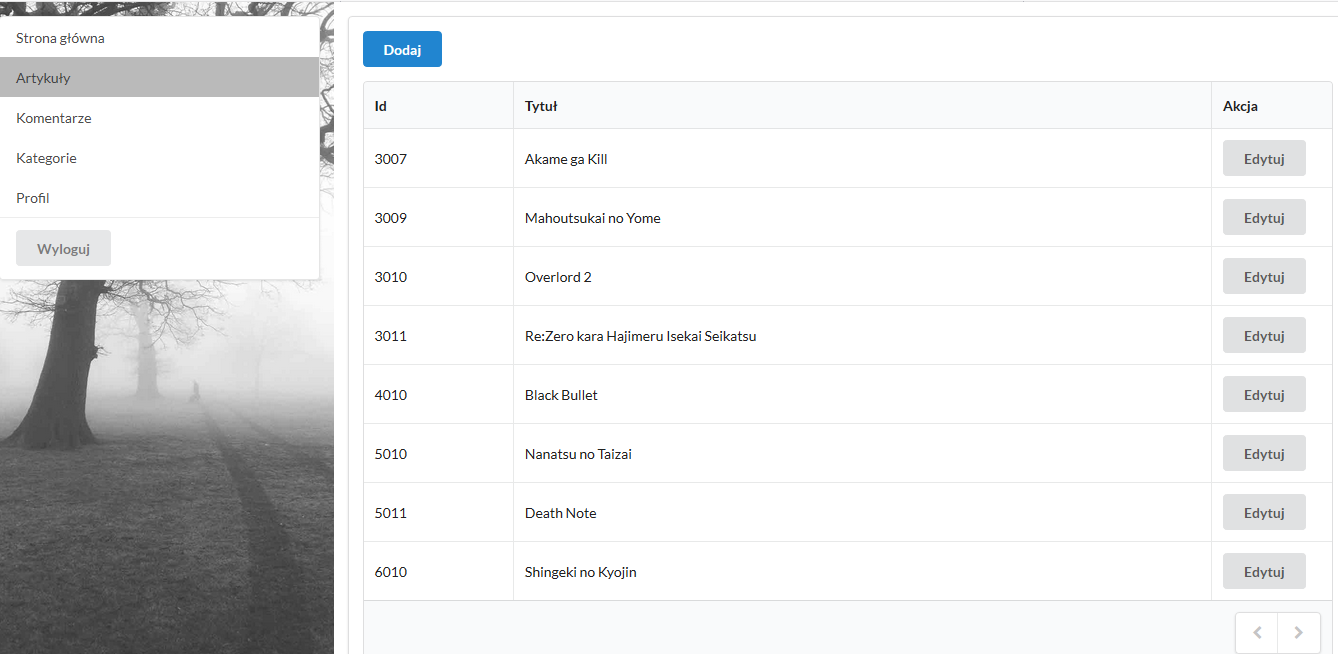 Strona główna
Artykuły
Komentarze
Kategorie
Profil
Wyloguj
Dodaj
Id Tytuł Akcja
3007 Akame ga Kill Edytuj
3009 Mahoutsukai no Yome Edytuj
3010 Overlord 2 Edytuj
3011 Re:Zero kara Hajimeru Isekai Seikatsu Edytuj
4010 Black Bullet Edytuj
5010 Nanatsu no Taizai Edytuj
5011 Death Note Edytuj
6010 Shingeki no Kyojin Edytuj